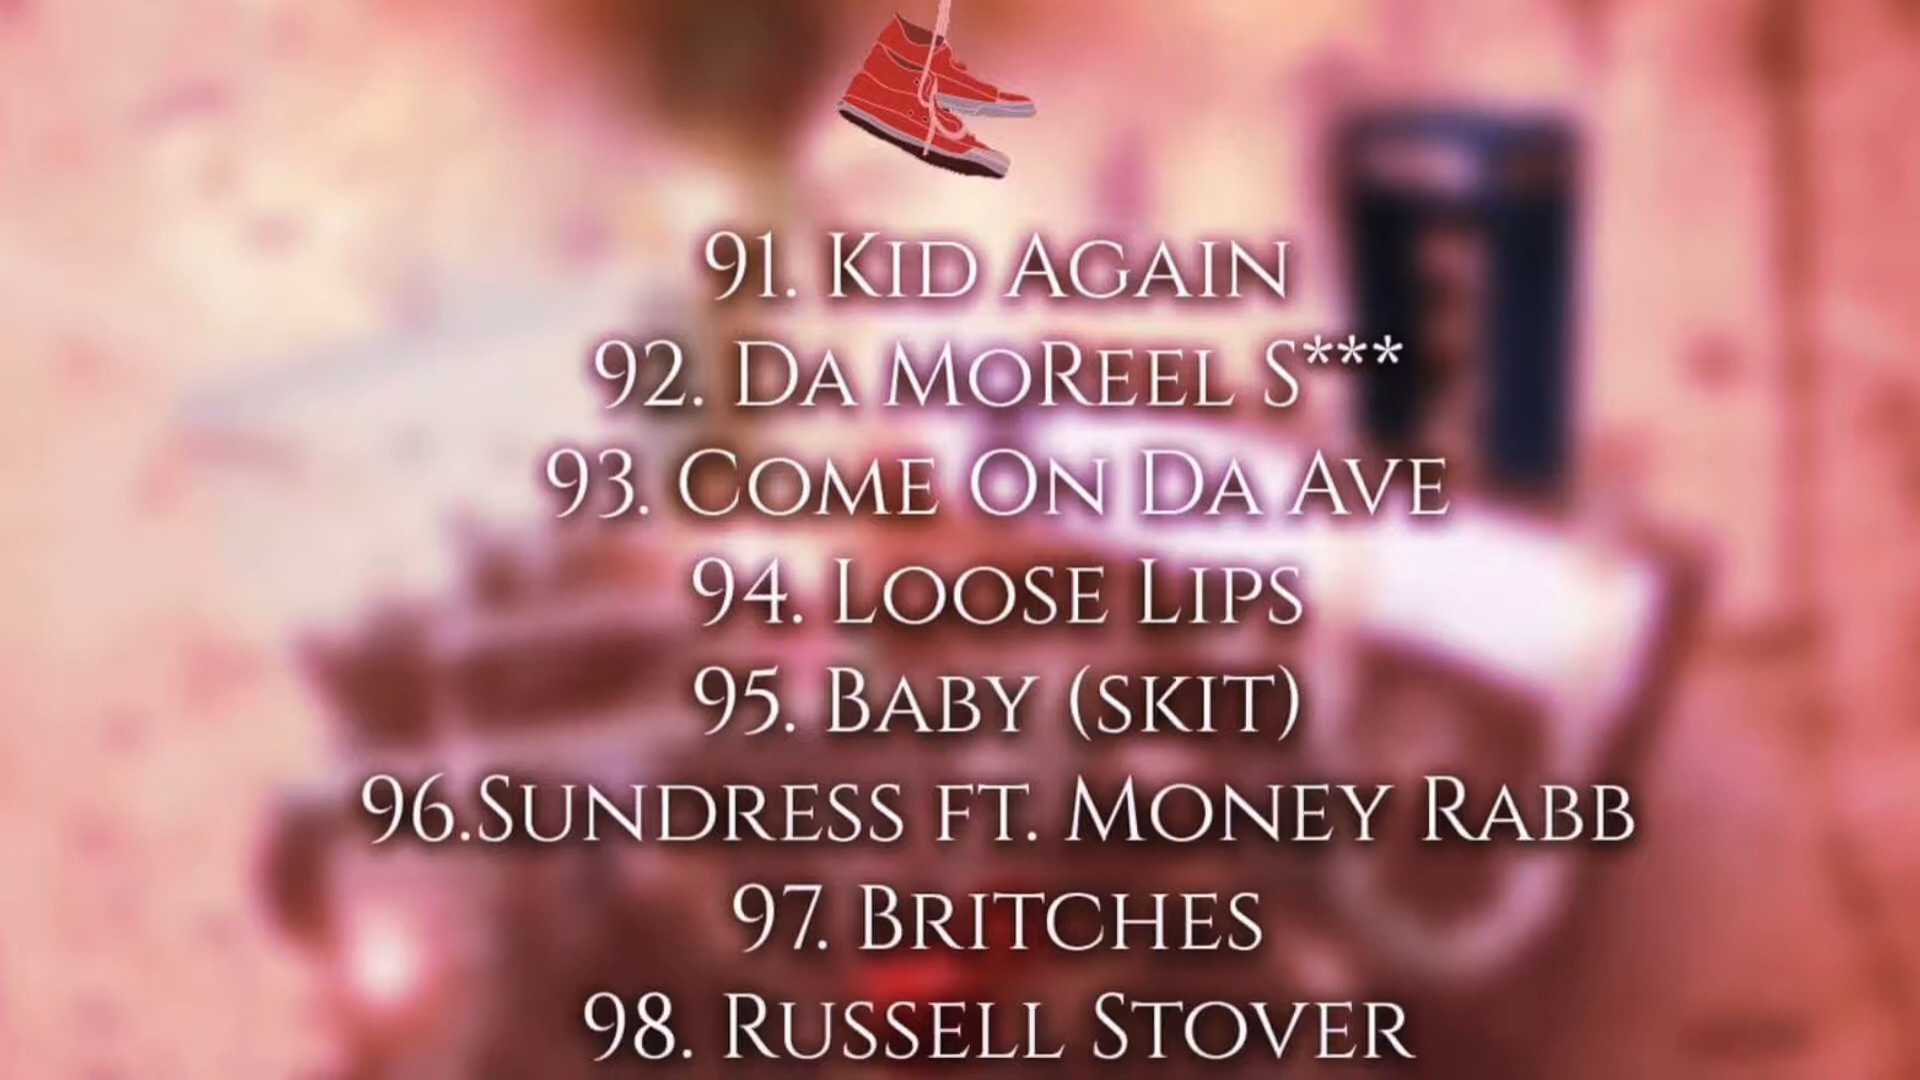 91. Kid Again
92. Da MoReel S***
93. Come On Da Ave
94. Loose Lips
95. Baby (skit)
96.Sundress ft. Money Rabb
97. Britches
98. Russell Stover